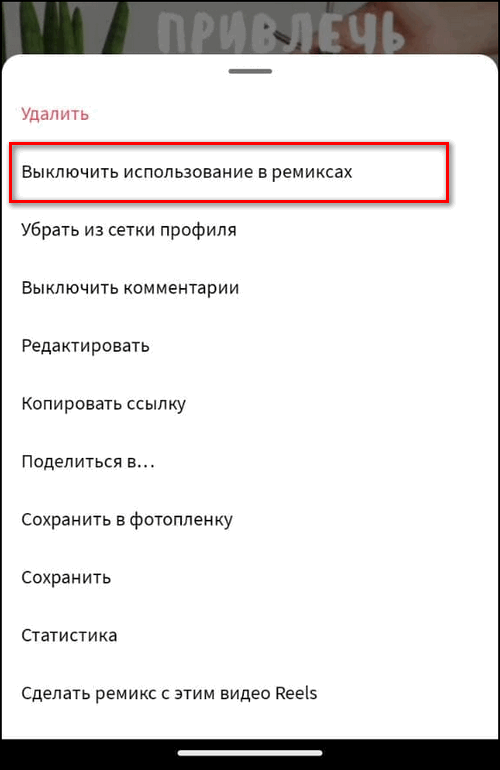 ПРИВЛЕЧЬ
Удалить
Выключить использование в ремиксах
Убрать из сетки профиля
Выключить комментарии
Редактировать
Копировать ссылку
Поделиться в...
Сохранить в фотопленку
Сохранить
Статистика
Сделать ремикс с этим видео Reels